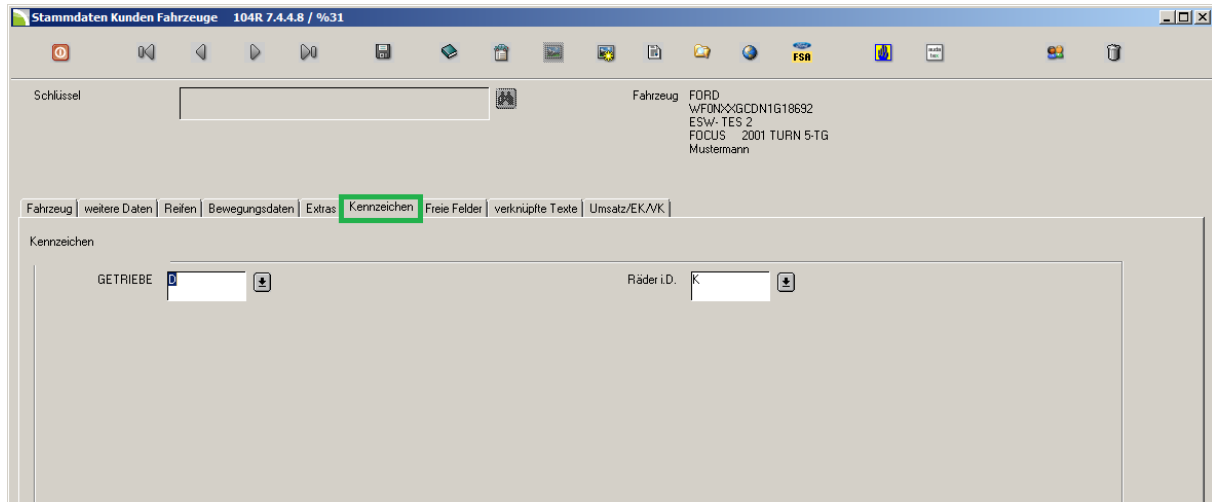 Stammdaten Kunden Fahrzeuge 104R 7.4.4.8 / %31
FSA
Schlüssel
Fahrzeug FORD
WF0NXXGCDN1G18692
ESW-TES 2
FOCUS 2001 TURN 5-TG
Mustermann
Fahrzeug weitere Daten Reifen Bewegungsdaten Extras Kennzeichen Freie Felder verknüpfte Texte Umsatz/EK/VK
Kennzeichen
GETRIEBE D Räder i.D. K